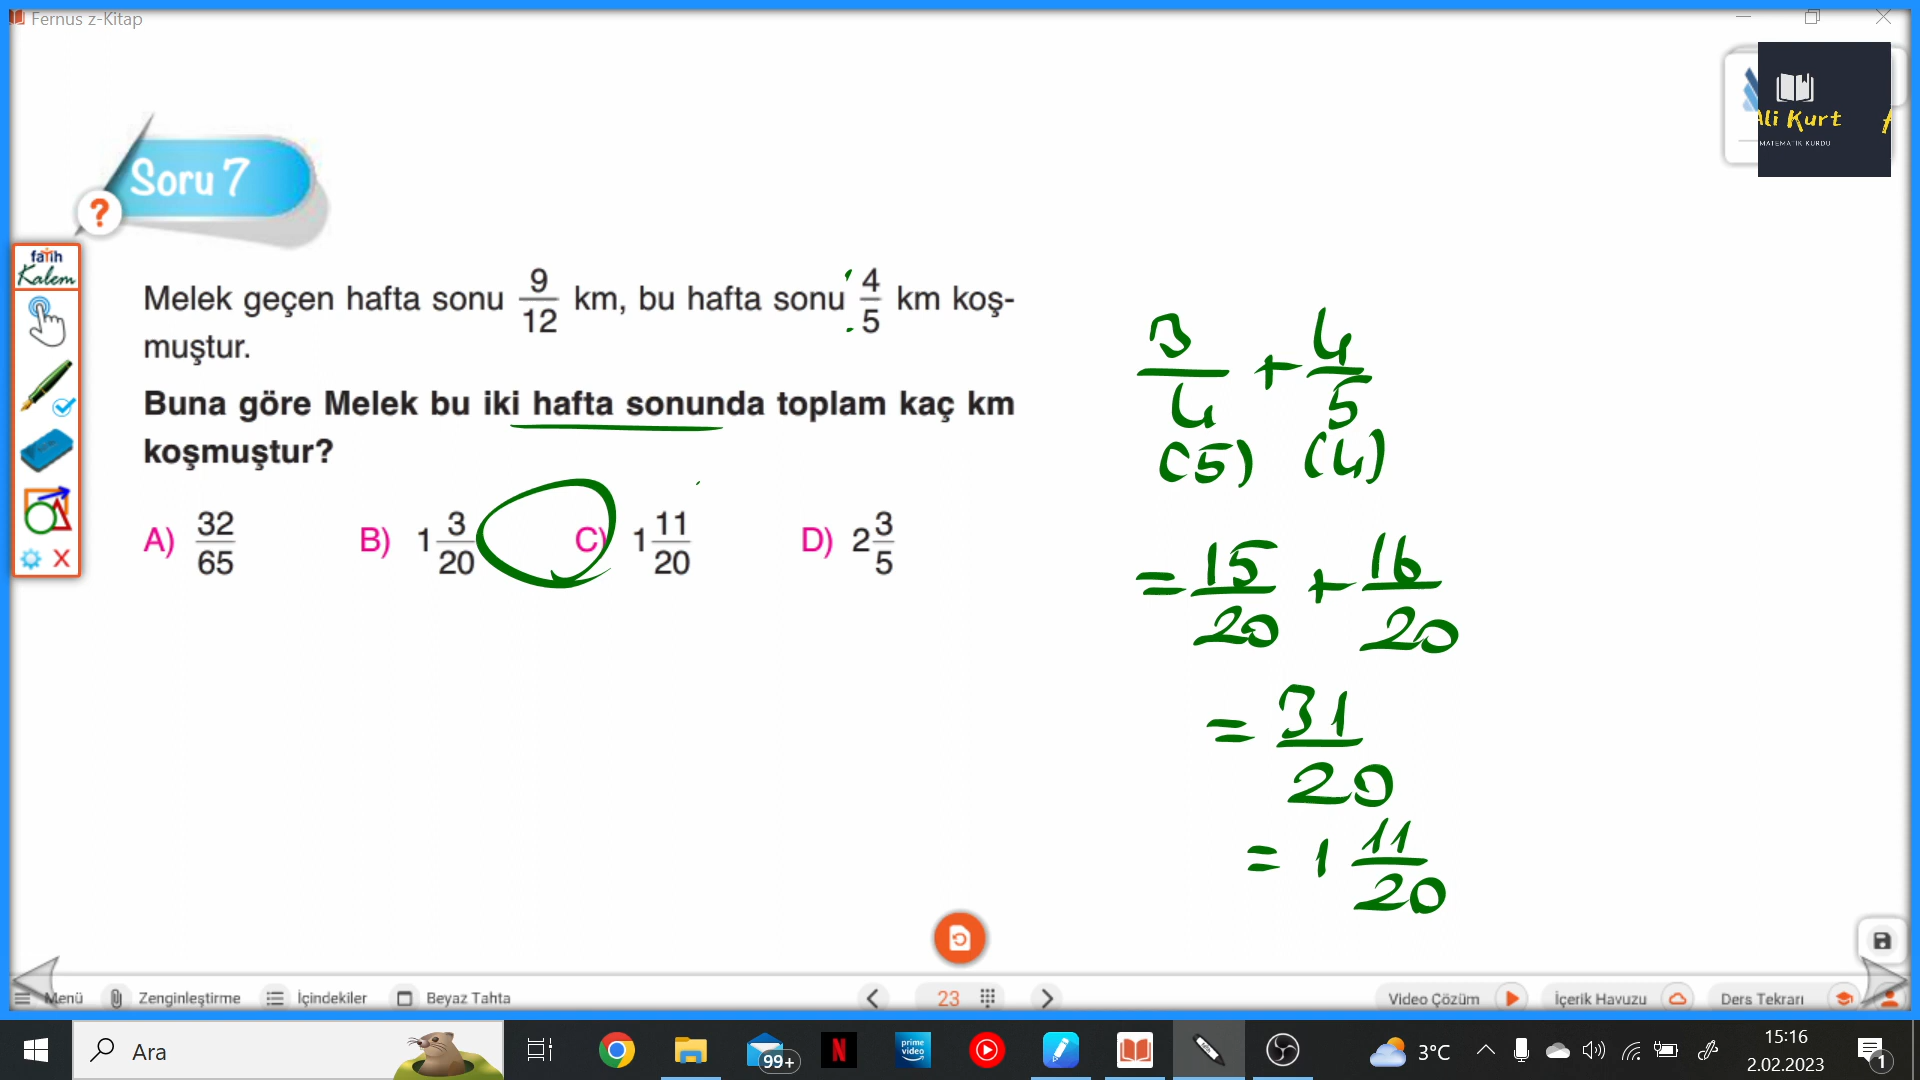 Fernus z-Kitap
Ali Kurt
MATEMATİK KURDU
Soru 7
?
fatih
Kalem
Melek geçen hafta sonu 9/12 km, bu hafta sonu 4/5 km koş-
muştur.
Buna göre Melek bu iki hafta sonunda toplam kaç km
koşmuştur?
A) 32/65 B) 1 3/20 C) 1 11/20 D) 2 3/5
3/4 + 4/5
(5) (4)
= 15/20 + 16/20
= 31/20
= 1 11/20
Menü Zenginleştirme İçindekiler Beyaz Tahta 23 Video Çözüm İçerik Havuzu Ders Tekrarı
Ara
99+
N
prime video
3°C
15:16
2.02.2023
1